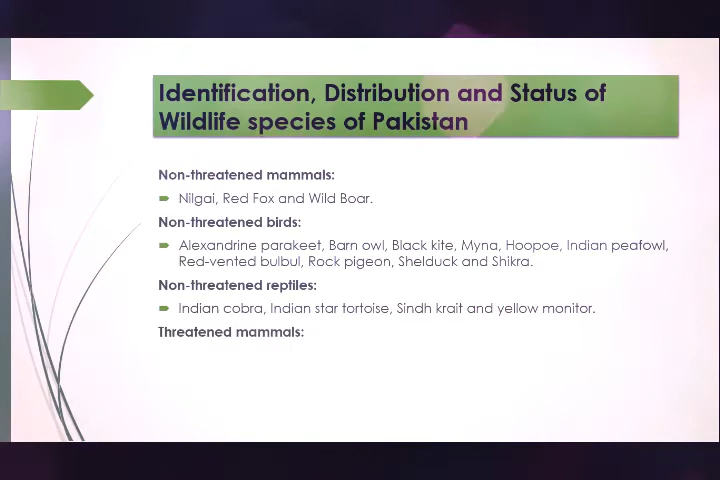 Identification, Distribution and Status of
Wildlife species of Pakistan
Non-threatened mammals:
Nilgai, Red Fox and Wild Boar.
Non-threatened birds:
Alexandrine parakeet, Barn owl, Black kite, Myna, Hoopoe, Indian peafowl,
Red-vented bulbul, Rock pigeon, Shelduck and Shikra.
Non-threatened reptiles:
Indian cobra, Indian star tortoise, Sindh krait and yellow monitor.
Threatened mammals: